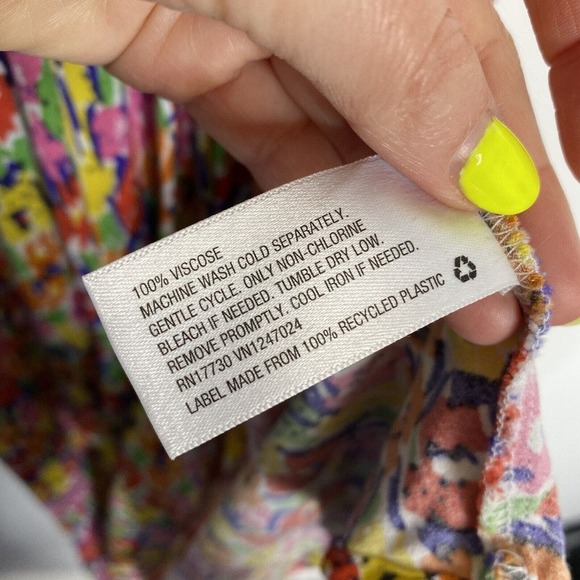 100% VISCOSE
MACHINE WASH COLD SEPARATELY.
GENTLE CYCLE. ONLY NON-CHLORINE
BLEACH IF NEEDED. TUMBLE DRY LOW.
REMOVE PROMPTLY. COOL IRON IF NEEDED.
RN17730 VN1247024
LABEL MADE FROM 100% RECYCLED PLASTIC